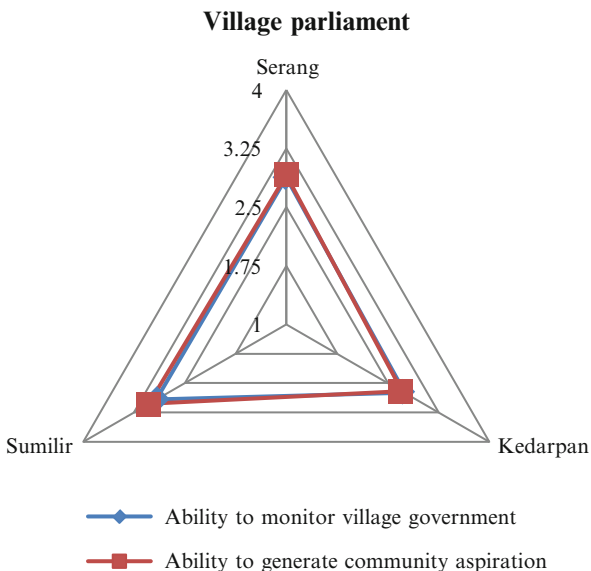 Village parliament
Serang
4
3.25
2.5
1.75
1
Sumilir
Kedarpan
Ability to monitor village government
Ability to generate community aspiration